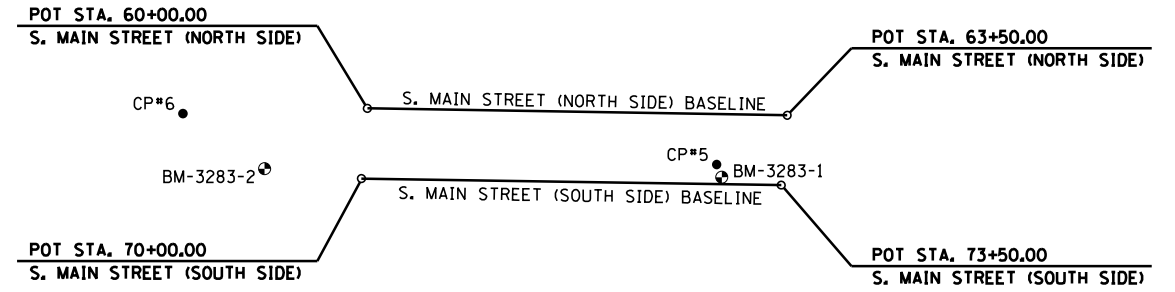 POT STA. 60+00.00
S. MAIN STREET (NORTH SIDE)
POT STA. 63+50.00
S. MAIN STREET (NORTH SIDE)
CP#6
S. MAIN STREET (NORTH SIDE) BASELINE
CP#5
BM-3283-2
BM-3283-1
S. MAIN STREET (SOUTH SIDE) BASELINE
POT STA. 70+00.00
S. MAIN STREET (SOUTH SIDE)
POT STA. 73+50.00
S. MAIN STREET (SOUTH SIDE)